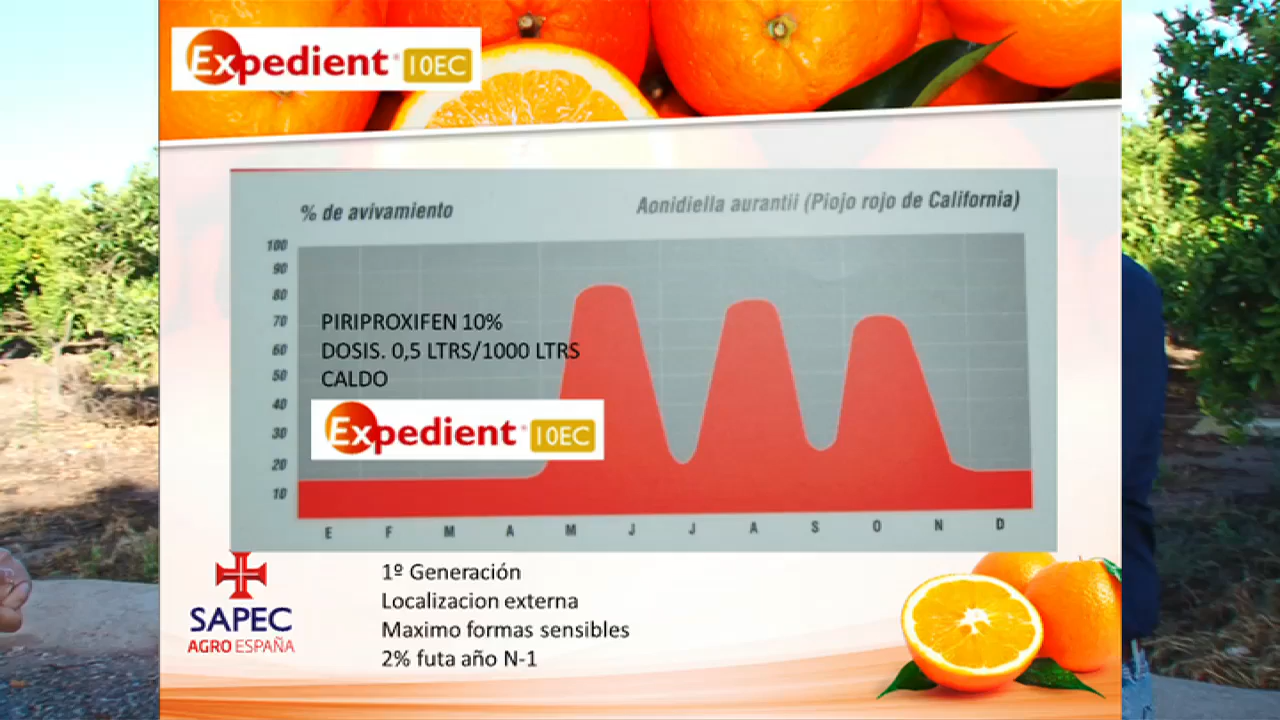 Expedient® 10EC
% de avivamiento
Aonidiella aurantii (Piojo rojo de California)
100
90
80
70
60
50
40
30
20
10
PIRIPROXIFEN 10%
DOSIS. 0,5 LTRS/1000 LTRS
CALDO
Expedient® 10EC
E F M A M J J A S O N D
SAPEC
AGRO ESPAÑA
1º Generación
Localizacion externa
Maximo formas sensibles
2% futa año N-1